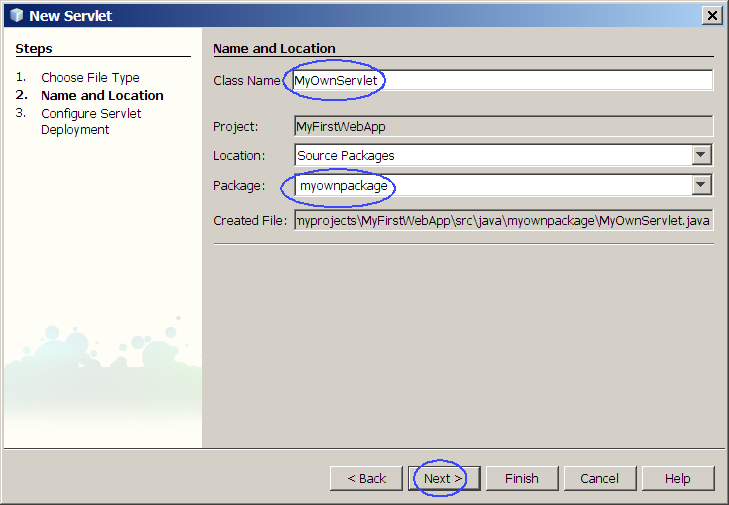 New Servlet
Steps
1. Choose File Type
2. Name and Location
3. Configure Servlet
Deployment
Name and Location
Class Name MyOwnServlet
Project: MyFirstWebApp
Location: Source Packages
Package: myownpackage
Created File: myprojects\MyFirstWebApp\src\java\myownpackage\MyOwnServlet.java
< Back Next > Finish Cancel Help